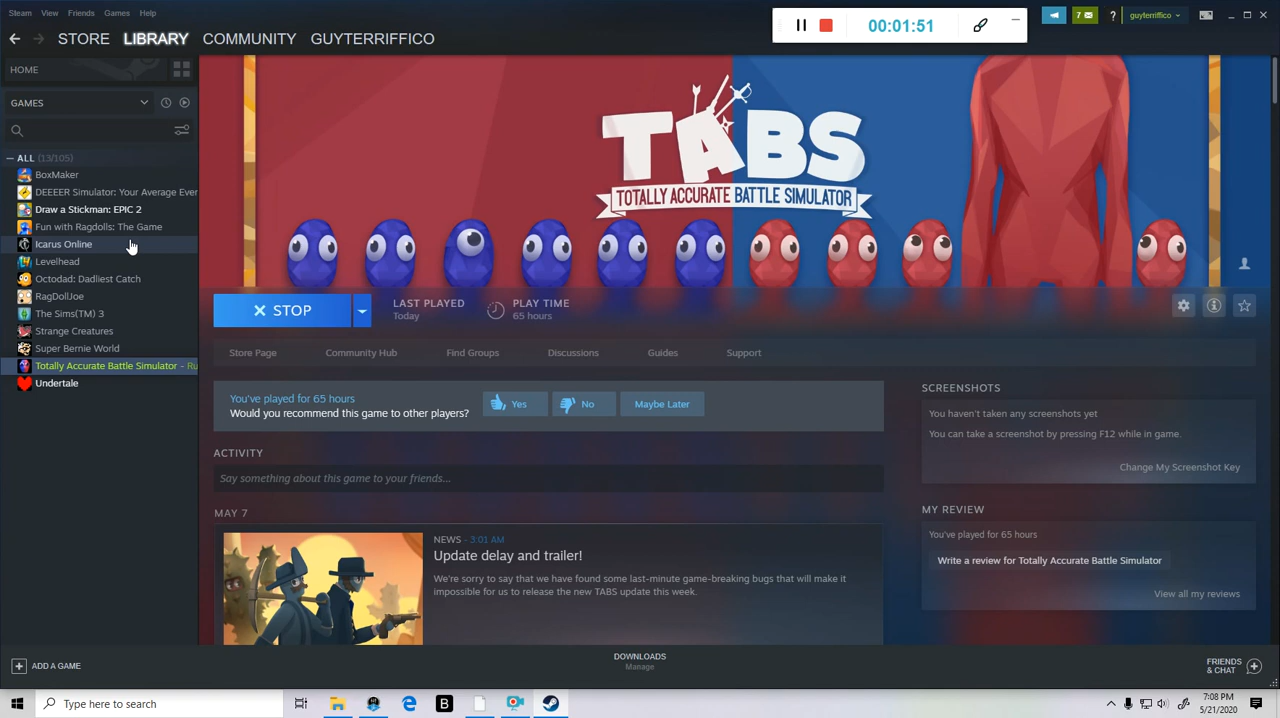 Steam View Friends Games Help
00:01:51
7
?
guyterriffico
STORE LIBRARY COMMUNITY GUYTERRIFFICO
HOME
GAMES
ALL (13/105)
BoxMaker
DEEEER Simulator: Your Average Ever
Draw a Stickman: EPIC 2
Fun with Ragdolls: The Game
Icarus Online
Levelhead
Octodad: Dadliest Catch
RagDollJoe
The Sims(TM) 3
Strange Creatures
Super Bernie World
Totally Accurate Battle Simulator - Ru
Undertale
TABS
TOTALLY ACCURATE BATTLE SIMULATOR
STOP
LAST PLAYED
Today
PLAY TIME
65 hours
Store Page Community Hub Find Groups Discussions Guides Support
You've played for 65 hours
Would you recommend this game to other players?
Yes No Maybe Later
ACTIVITY
Say something about this game to your friends...
MAY 7
NEWS - 3:01 AM
Update delay and trailer!
We're sorry to say that we have found some last-minute game-breaking bugs that will make it
impossible for us to release the new TABS update this week.
SCREENSHOTS
You haven't taken any screenshots yet
You can take a screenshot by pressing F12 while in game.
Change My Screenshot Key
MY REVIEW
You've played for 65 hours
Write a review for Totally Accurate Battle Simulator
View all my reviews
ADD A GAME
DOWNLOADS
Manage
FRIENDS
& CHAT
Type here to search
B
7:08 PM
5/21/2020